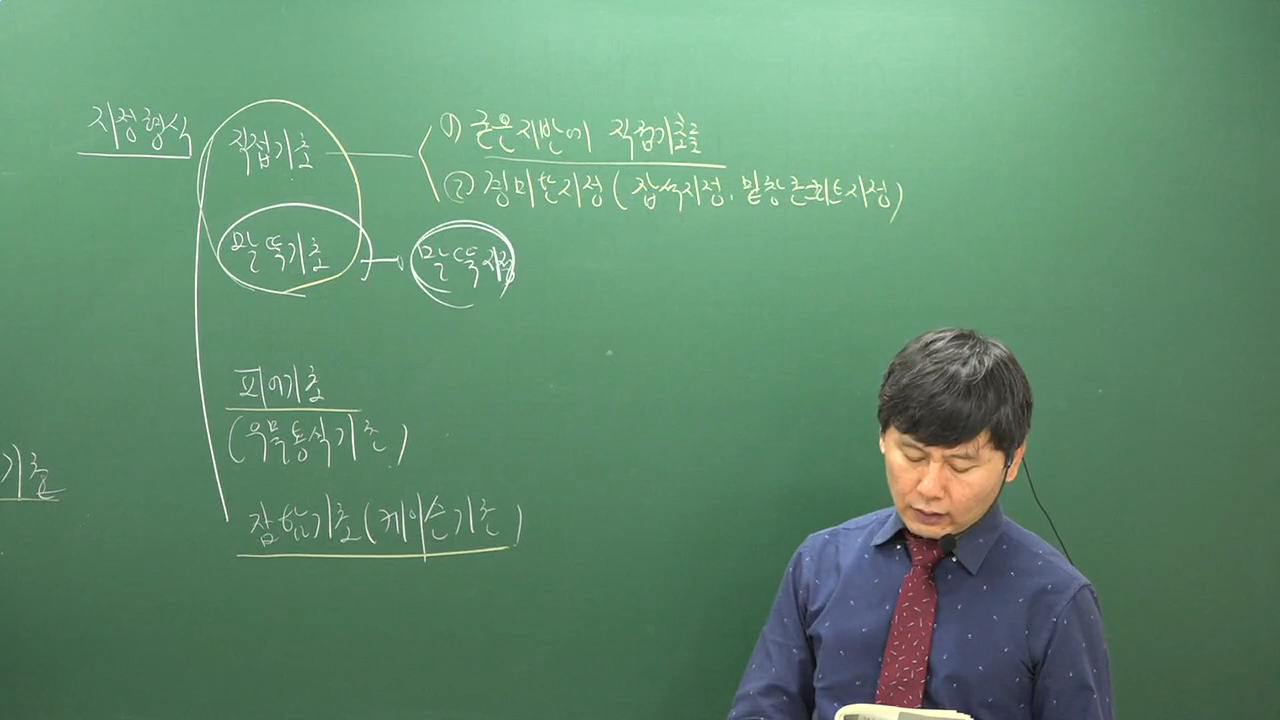 지정형식
직접기초
① 굳은지반에 직접기초를
② 경미한지정(잡석지정, 밑창콘크리트지정)
말뚝기초
말뚝지정
피어기초
(우물통식기초)
기초
잠함기초(케이슨기초)